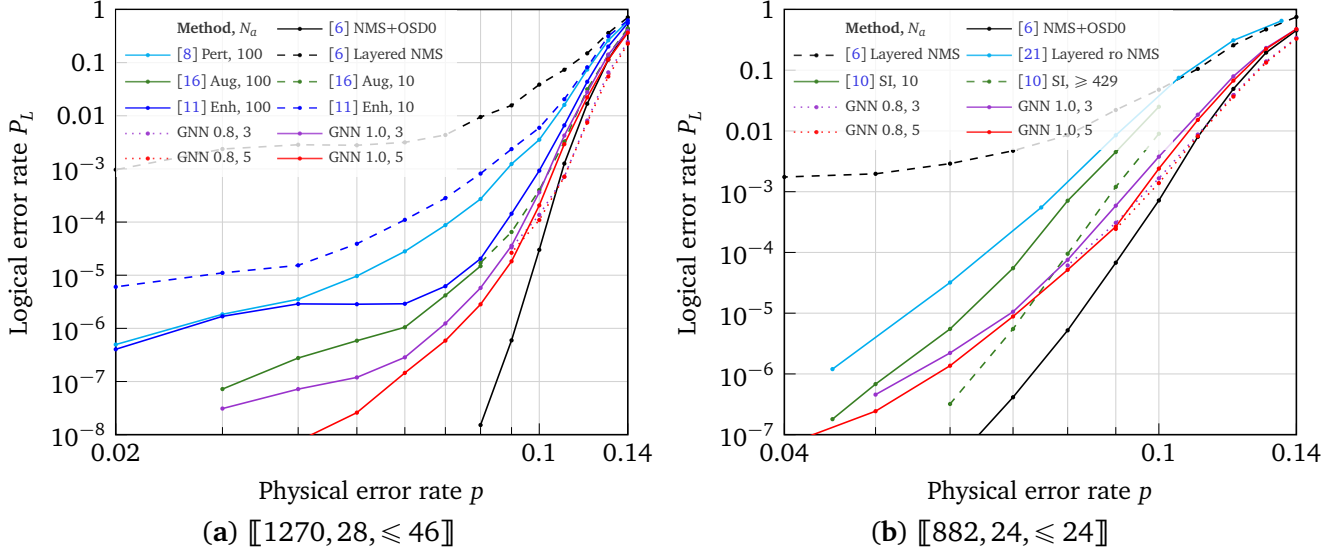 Logical error rate P_L
1
0.1
0.01
10⁻³
10⁻⁴
10⁻⁵
10⁻⁶
10⁻⁷
10⁻⁸
Method, N_a
[6] NMS+OSD0
[8] Pert, 100
[6] Layered NMS
[16] Aug, 100
[16] Aug, 10
[11] Enh, 100
[11] Enh, 10
GNN 0.8, 3
GNN 1.0, 3
GNN 0.8, 5
GNN 1.0, 5
0.02
0.1
0.14
Physical error rate p
(a) ⟦1270, 28, ⩽ 46⟧
Logical error rate P_L
1
0.1
0.01
10⁻³
10⁻⁴
10⁻⁵
10⁻⁶
10⁻⁷
Method, N_a
[6] NMS+OSD0
[6] Layered NMS
[21] Layered ro NMS
[10] SI, 10
[10] SI, ⩾ 429
GNN 0.8, 3
GNN 1.0, 3
GNN 0.8, 5
GNN 1.0, 5
0.04
0.1
0.14
Physical error rate p
(b) ⟦882, 24, ⩽ 24⟧